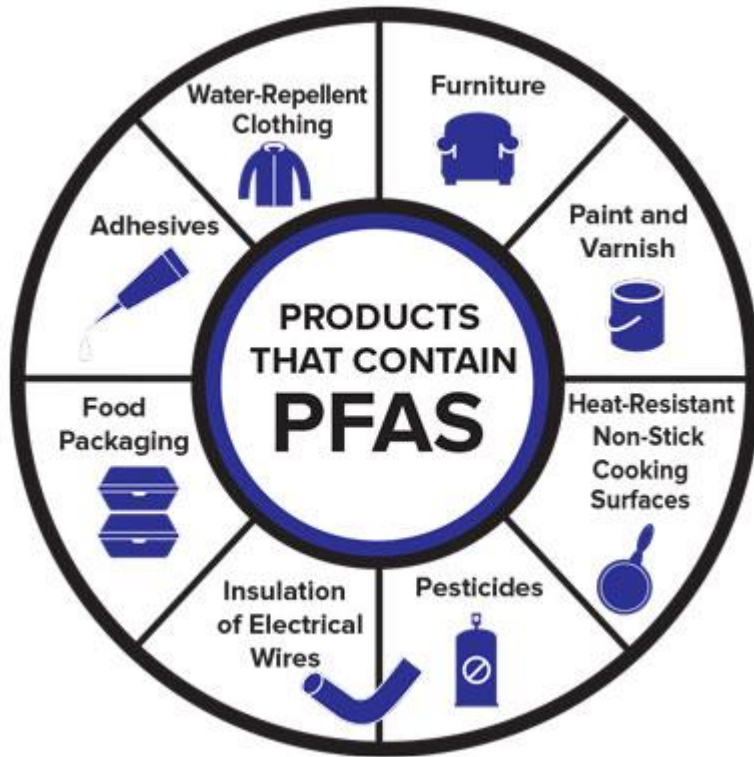 PRODUCTS
THAT CONTAIN
PFAS
Furniture
Paint and
Varnish
Heat-Resistant
Non-Stick
Cooking
Surfaces
Pesticides
Insulation
of Electrical
Wires
Food
Packaging
Adhesives
Water-Repellent
Clothing